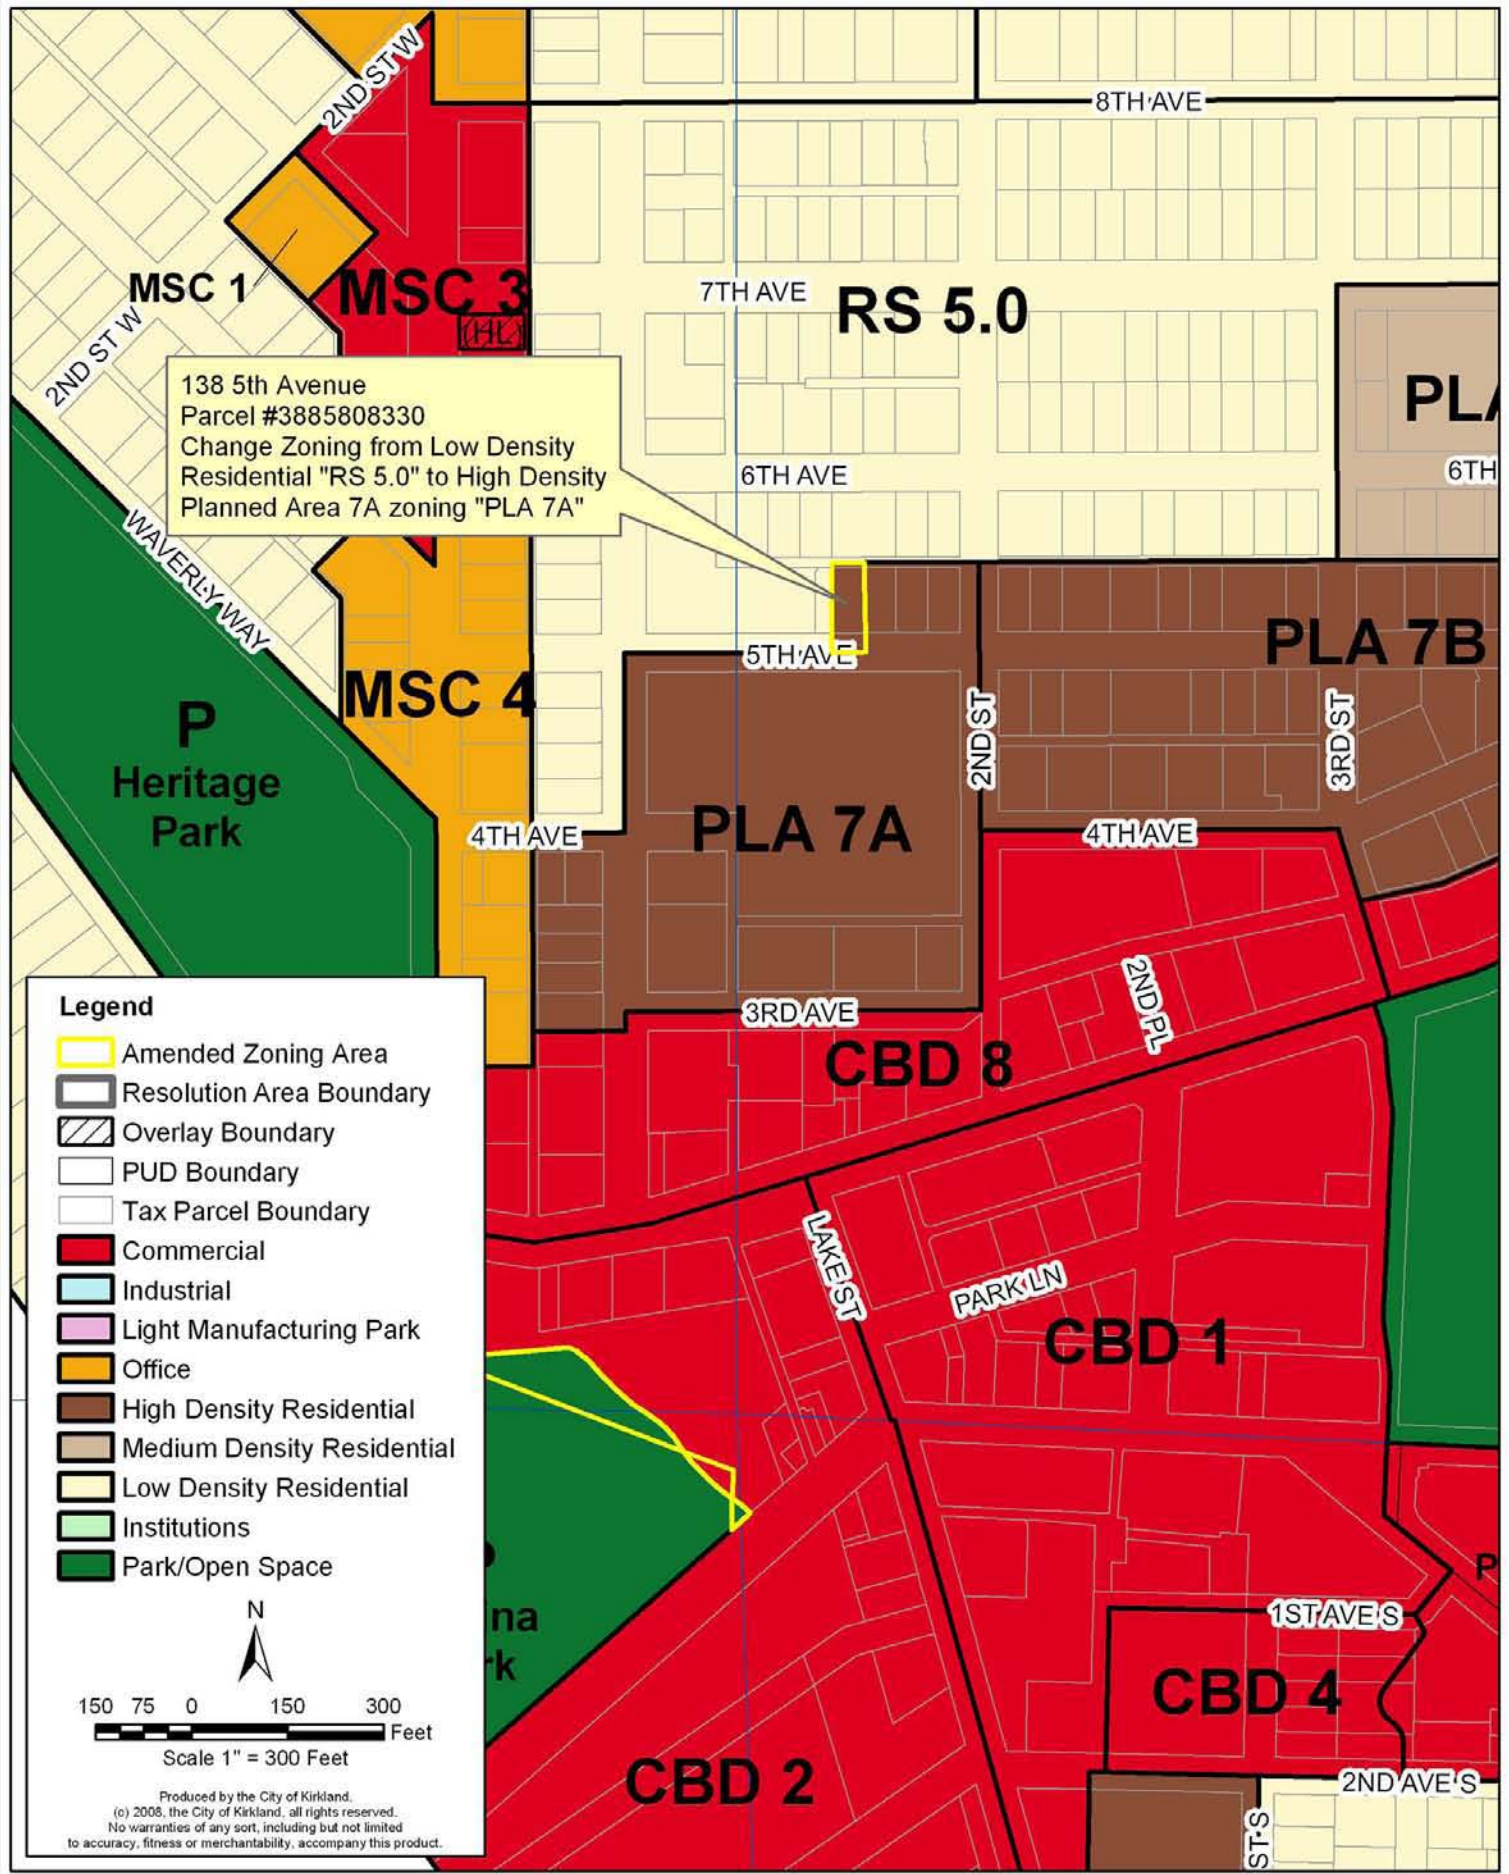 2ND ST W
8TH AVE
MSC 1
MSC 3
(HL)
7TH AVE
RS 5.0
2ND ST W
PLA
138 5th Avenue
Parcel #3885808330
Change Zoning from Low Density
Residential "RS 5.0" to High Density
Planned Area 7A zoning "PLA 7A"
6TH AVE
6TH
WAVERLY WAY
5TH AVE
PLA 7B
MSC 4
P
Heritage
Park
2ND ST
3RD ST
4TH AVE
PLA 7A
4TH AVE
2ND PL
3RD AVE
CBD 8
LAKE ST
PARK LN
CBD 1
na
rk
P
1ST AVE S
CBD 4
CBD 2
2ND AVE S
ST S
Legend
Amended Zoning Area
Resolution Area Boundary
Overlay Boundary
PUD Boundary
Tax Parcel Boundary
Commercial
Industrial
Light Manufacturing Park
Office
High Density Residential
Medium Density Residential
Low Density Residential
Institutions
Park/Open Space
N
150 75 0 150 300
Feet
Scale 1" = 300 Feet
Produced by the City of Kirkland.
(c) 2008, the City of Kirkland, all rights reserved.
No warranties of any sort, including but not limited
to accuracy, fitness or merchantability, accompany this product.